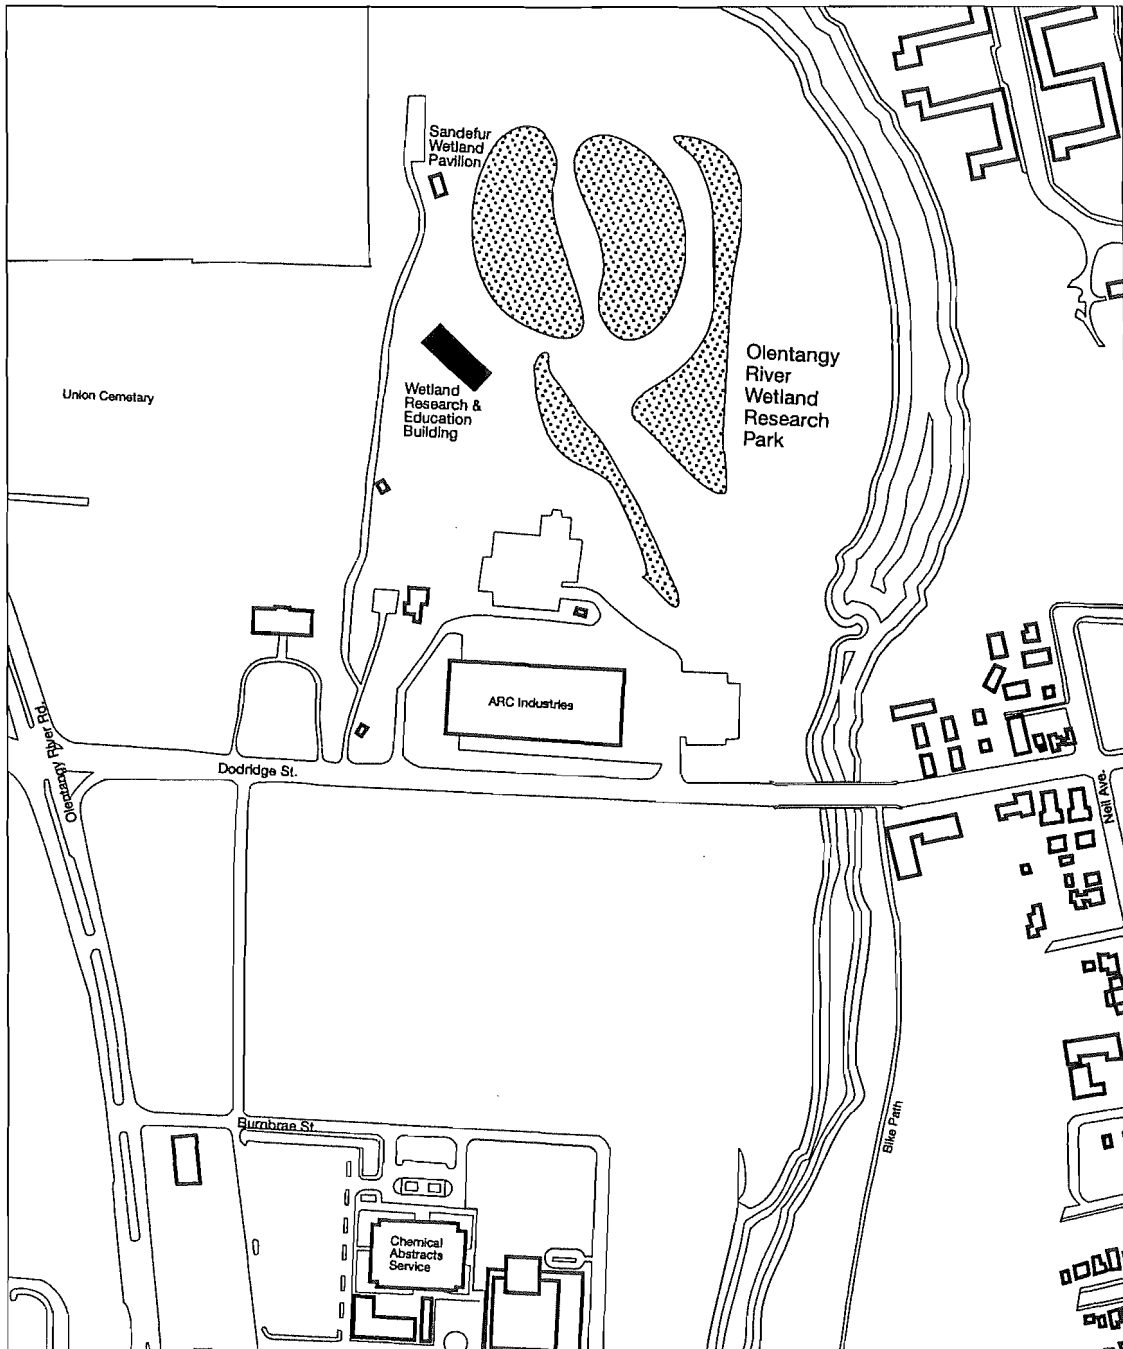 Sandefur
Wetland
Pavilion
Olentangy
River
Wetland
Research
Park
Union Cemetary
Wetland
Research &
Education
Building
ARC Industries
Olentangy River Rd.
Dodridge St.
Neil Ave.
Burnbrae St.
Bike Path
Chemical
Abstracts
Service